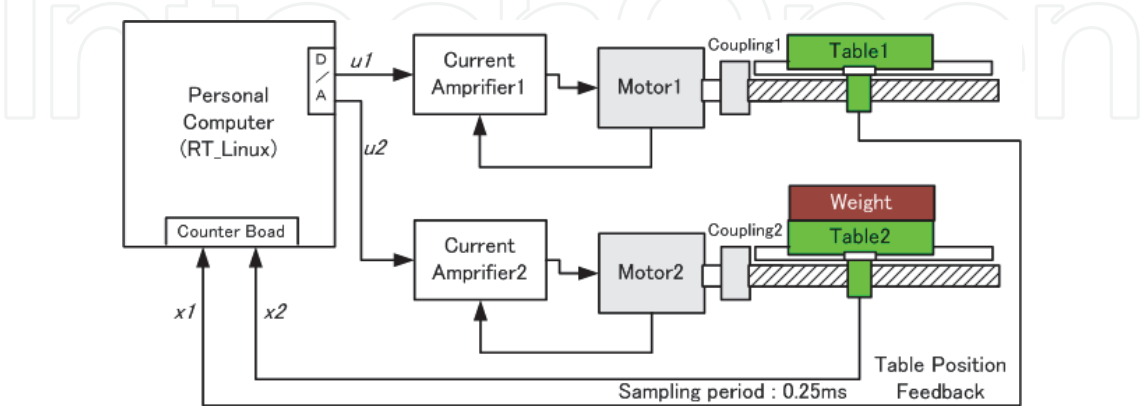 IntechOpen
D
/
A
u1
Current
Amprifier1
Motor1
Coupling1
Table1
Personal
Computer
(RT_Linux)
u2
Counter Boad
Current
Amprifier2
Motor2
Coupling2
Weight
Table2
x1
x2
Table Position
Feedback
Sampling period : 0.25ms